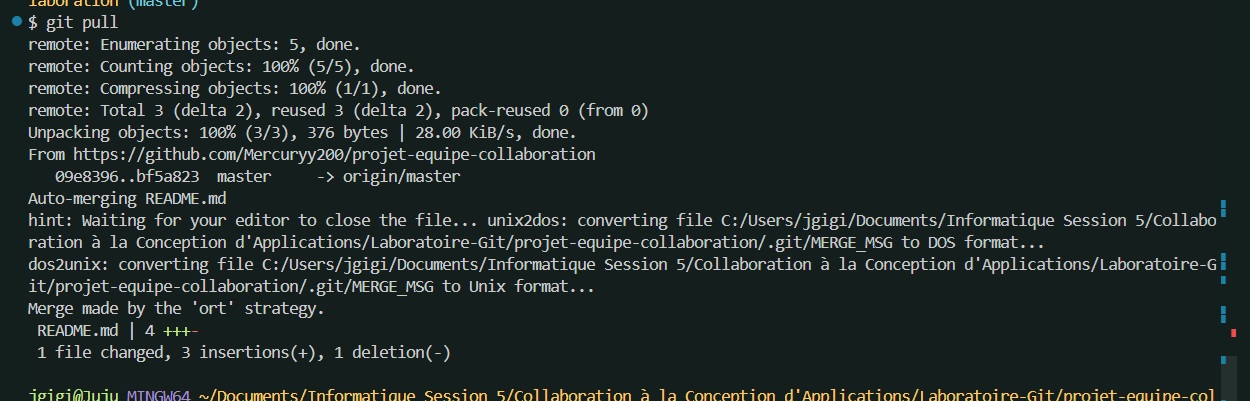 laboration (master)
$ git pull
remote: Enumerating objects: 5, done.
remote: Counting objects: 100% (5/5), done.
remote: Compressing objects: 100% (1/1), done.
remote: Total 3 (delta 2), reused 3 (delta 2), pack-reused 0 (from 0)
Unpacking objects: 100% (3/3), 376 bytes | 28.00 KiB/s, done.
From https://github.com/Mercuryy200/projet-equipe-collaboration
   09e8396..bf5a823  master     -> origin/master
Auto-merging README.md
hint: Waiting for your editor to close the file... unix2dos: converting file C:/Users/jgigi/Documents/Informatique Session 5/Collabo
ration à la Conception d'Applications/Laboratoire-Git/projet-equipe-collaboration/.git/MERGE_MSG to DOS format...
dos2unix: converting file C:/Users/jgigi/Documents/Informatique Session 5/Collaboration à la Conception d'Applications/Laboratoire-G
it/projet-equipe-collaboration/.git/MERGE_MSG to Unix format...
Merge made by the 'ort' strategy.
 README.md | 4 +++-
 1 file changed, 3 insertions(+), 1 deletion(-)
jgigi@Juju MINGW64 ~/Documents/Informatique Session 5/Collaboration à la Conception d'Applications/Laboratoire-Git/projet-equipe-col